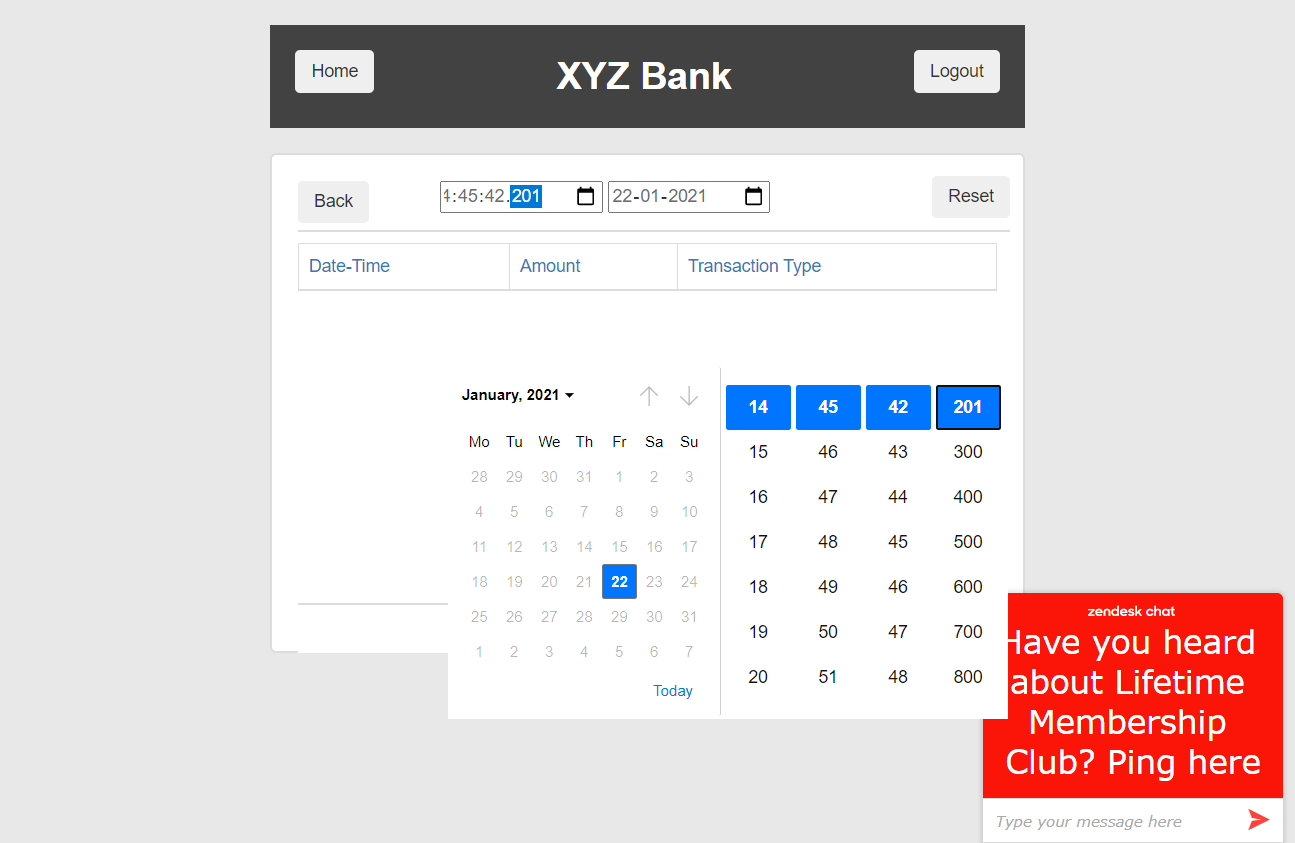 Home XYZ Bank Logout
Back 4:45:42.201 22-01-2021 Reset
Date-Time Amount Transaction Type
January, 2021
Mo Tu We Th Fr Sa Su
28 29 30 31 1 2 3
4 5 6 7 8 9 10
11 12 13 14 15 16 17
18 19 20 21 22 23 24
25 26 27 28 29 30 31
1 2 3 4 5 6 7
Today
14 45 42 201
15 46 43 300
16 47 44 400
17 48 45 500
18 49 46 600
19 50 47 700
20 51 48 800
zendesk chat
Have you heard
about Lifetime
Membership
Club? Ping here
Type your message here